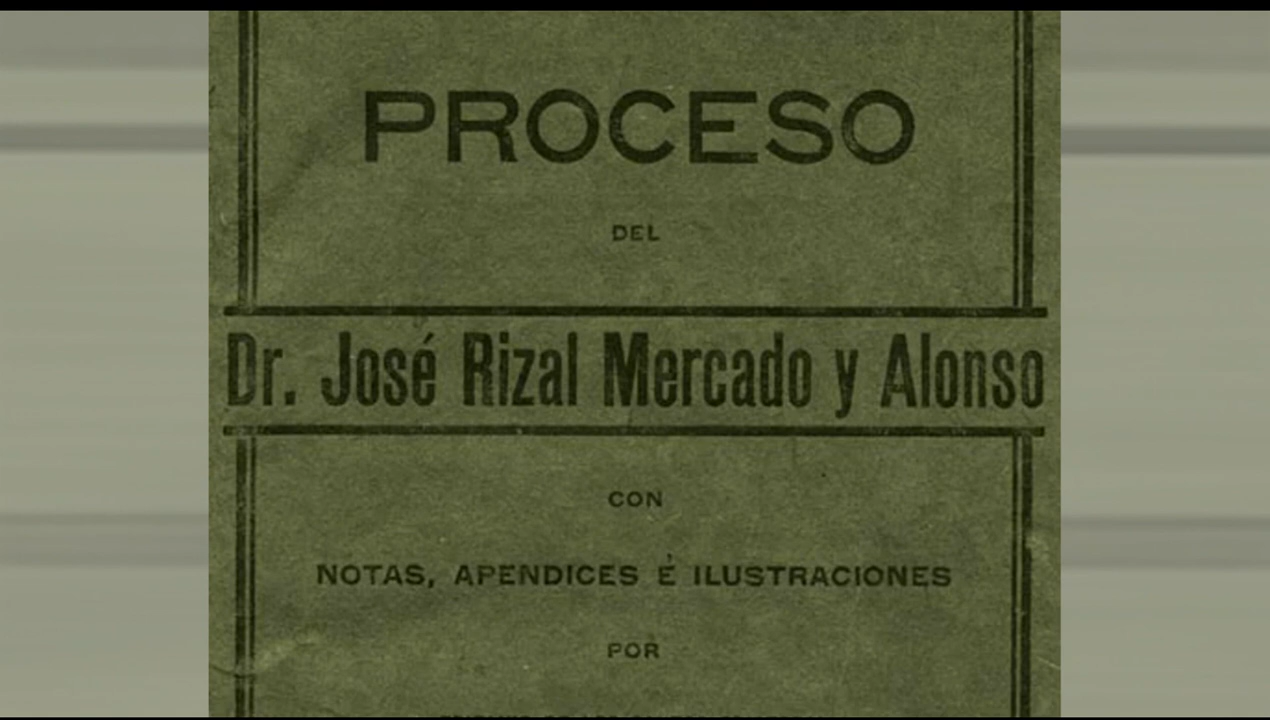 PROCESO
DEL
Dr. José Rizal Mercado y Alonso
CON
NOTAS, APENDICES É ILUSTRACIONES
POR